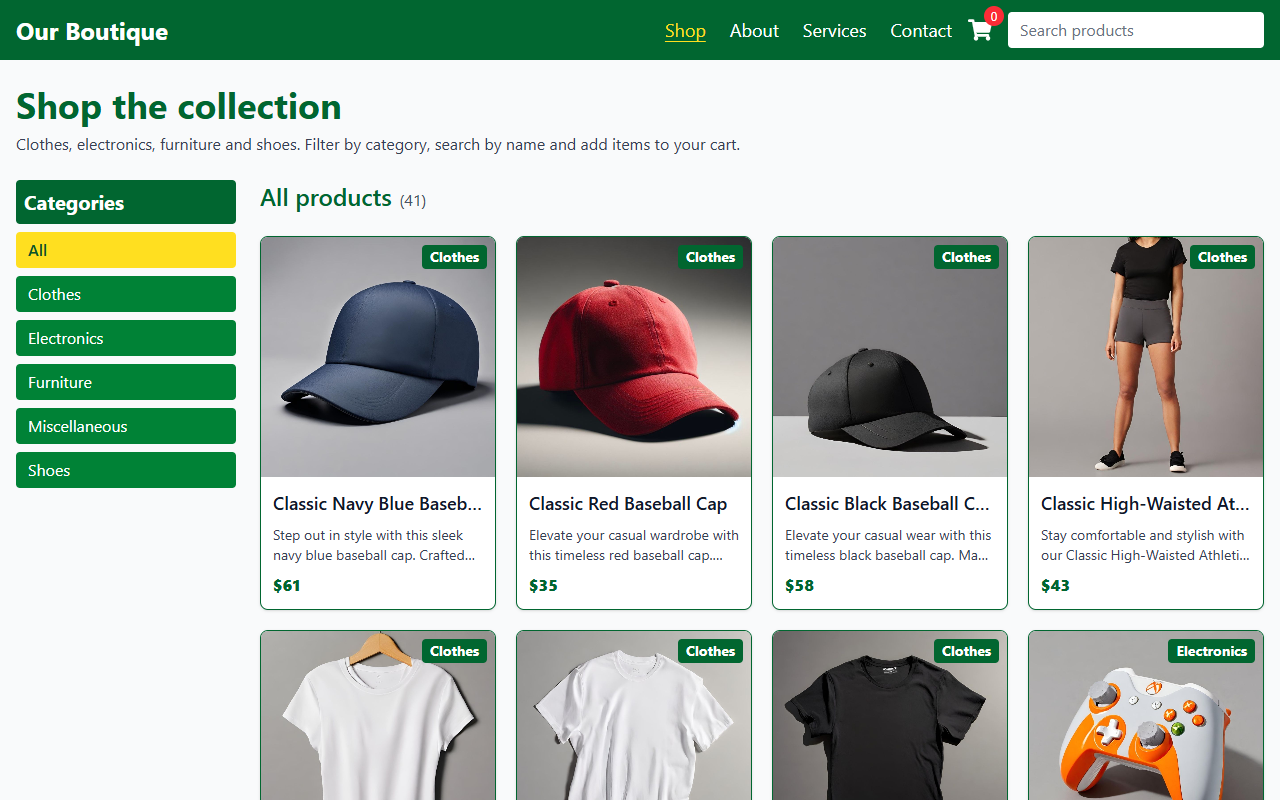 Our Boutique
Shop
About
Services
Contact
0
Search products
Shop the collection
Clothes, electronics, furniture and shoes. Filter by category, search by name and add items to your cart.
Categories
All
Clothes
Electronics
Furniture
Miscellaneous
Shoes
All products (41)
Clothes
Classic Navy Blue Baseb...
Step out in style with this sleek
navy blue baseball cap. Crafted...
$61
Clothes
Classic Red Baseball Cap
Elevate your casual wardrobe with
this timeless red baseball cap....
$35
Clothes
Classic Black Baseball C...
Elevate your casual wear with this
timeless black baseball cap. Ma...
$58
Clothes
Classic High-Waisted At...
Stay comfortable and stylish with
our Classic High-Waisted Athleti...
$43
Clothes
Clothes
Clothes
Electronics